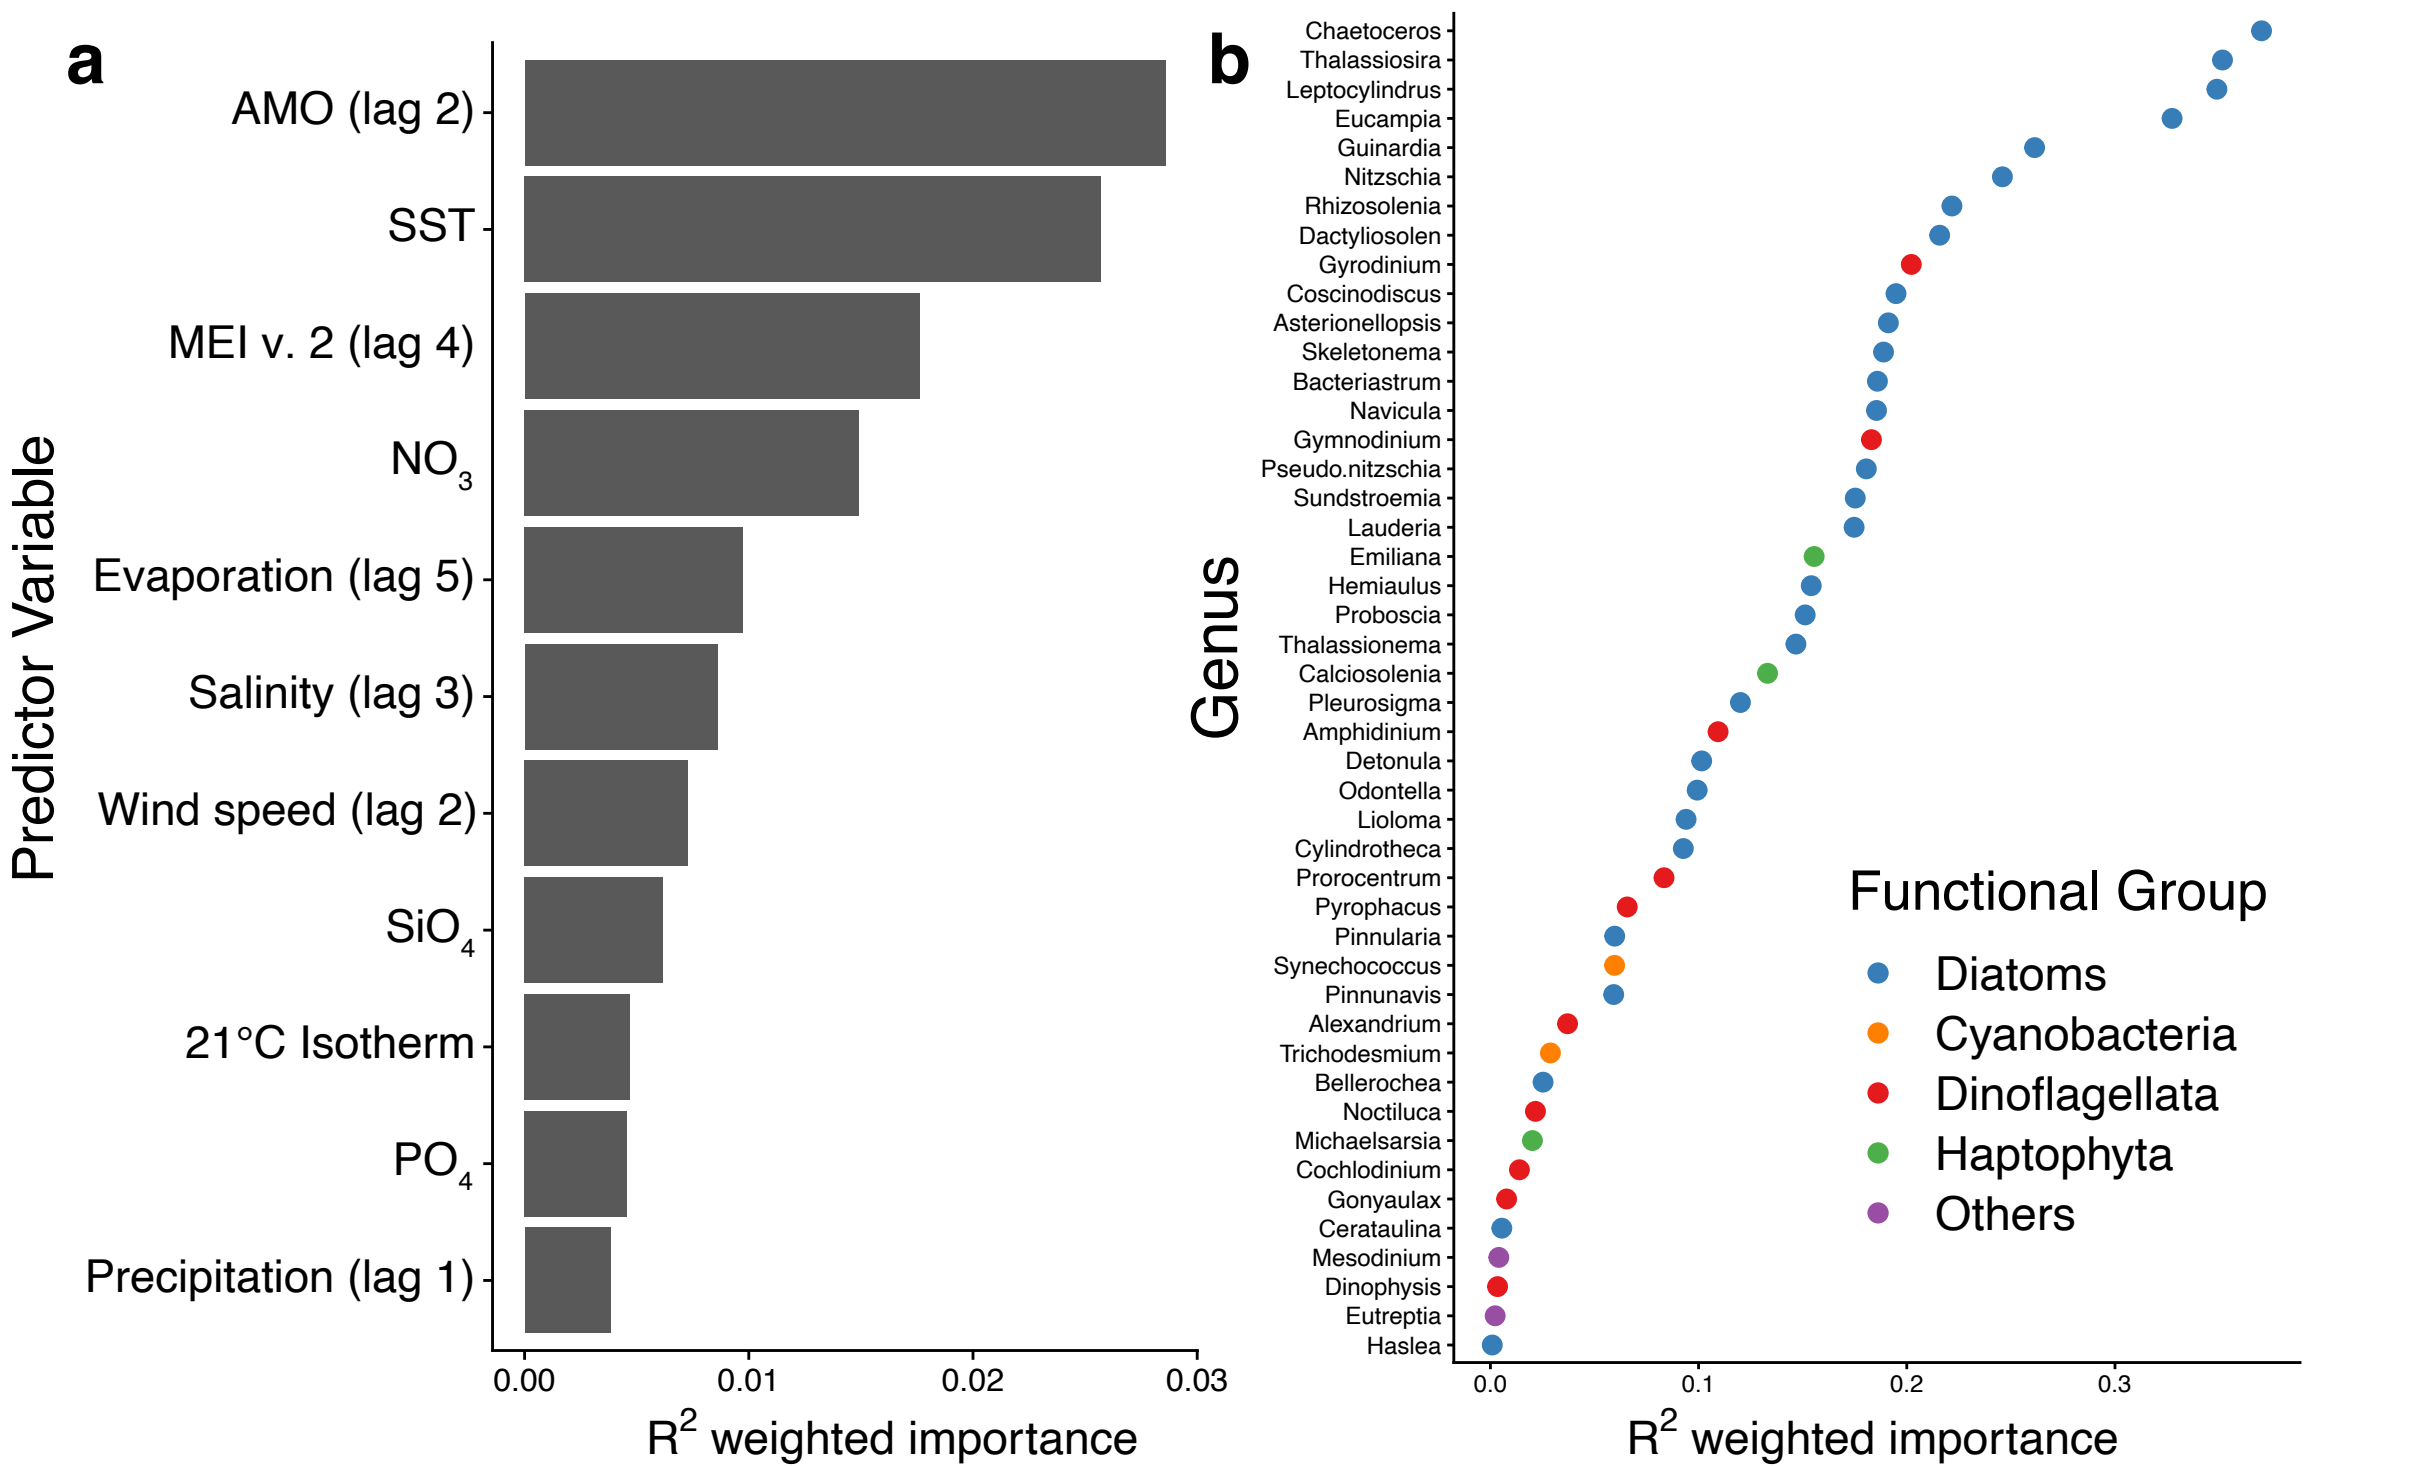 a
Predictor Variable
AMO (lag 2)
SST
MEI v. 2 (lag 4)
NO3
Evaporation (lag 5)
Salinity (lag 3)
Wind speed (lag 2)
SiO4
21°C Isotherm
PO4
Precipitation (lag 1)
0.00 0.01 0.02 0.03
R2 weighted importance
b
Genus
Chaetoceros
Thalassiosira
Leptocylindrus
Eucampia
Guinardia
Nitzschia
Rhizosolenia
Dactyliosolen
Gyrodinium
Coscinodiscus
Asterionellopsis
Skeletonema
Bacteriastrum
Navicula
Gymnodinium
Pseudo.nitzschia
Sundstroemia
Lauderia
Emiliana
Hemiaulus
Proboscia
Thalassionema
Calciosolenia
Pleurosigma
Amphidinium
Detonula
Odontella
Lioloma
Cylindrotheca
Prorocentrum
Pyrophacus
Pinnularia
Synechococcus
Pinnunavis
Alexandrium
Trichodesmium
Bellerochea
Noctiluca
Michaelsarsia
Cochlodinium
Gonyaulax
Cerataulina
Mesodinium
Dinophysis
Eutreptia
Haslea
0.0 0.1 0.2 0.3
R2 weighted importance
Functional Group
Diatoms
Cyanobacteria
Dinoflagellata
Haptophyta
Others